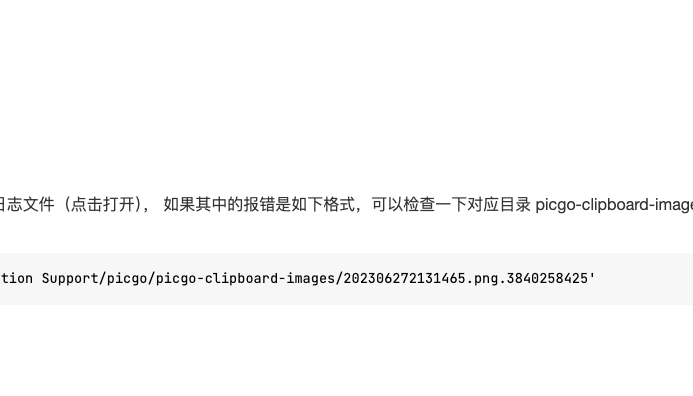 日志文件（点击打开）， 如果其中的报错是如下格式，可以检查一下对应目录 picgo-clipboard-image
tion Support/picgo/picgo-clipboard-images/202306272131465.png.3840258425'